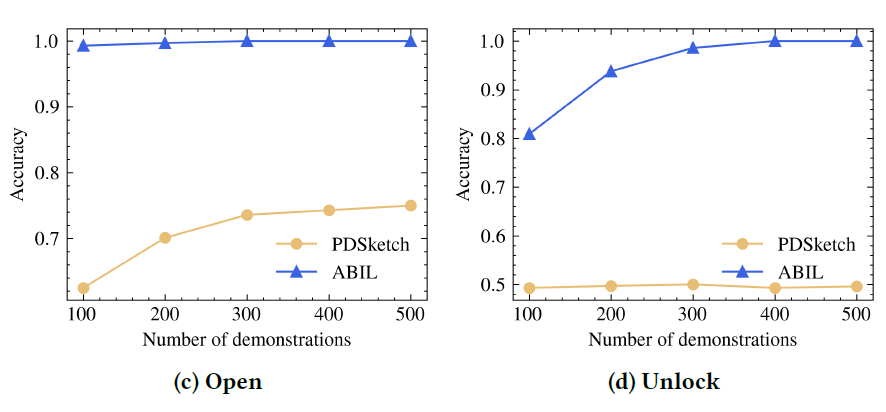 1.0
0.9
0.8
0.7
Accuracy
PDSketch
ABIL
100 200 300 400 500
Number of demonstrations
(c) Open
1.0
0.9
0.8
0.7
0.6
0.5
Accuracy
PDSketch
ABIL
100 200 300 400 500
Number of demonstrations
(d) Unlock